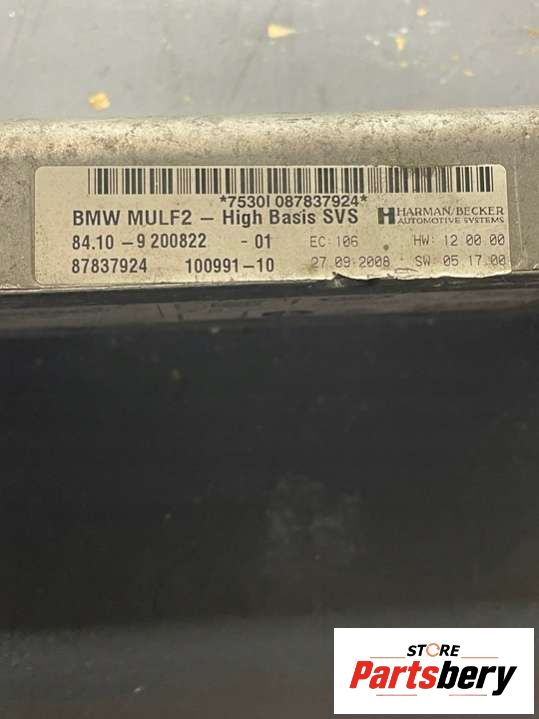 *7530I 087837924*
BMW MULF2 – High Basis SVS HARMAN/BECKER
AUTOMOTIVE SYSTEMS
84.10 – 9 200822 - 01 EC: 106 HW: 12 00 00
87837924 100991–10 27 09:2008 SW: 05.17.00
STORE
Partsbery